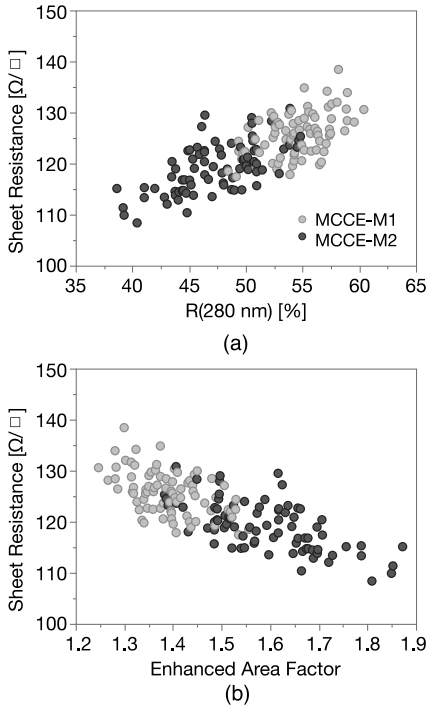 150
140
130
120
110
100
Sheet Resistance [Ω/□]
MCCE-M1
MCCE-M2
35 40 45 50 55 60 65
R(280 nm) [%]
(a)
150
140
130
120
110
100
Sheet Resistance [Ω/□]
1.2 1.3 1.4 1.5 1.6 1.7 1.8 1.9
Enhanced Area Factor
(b)